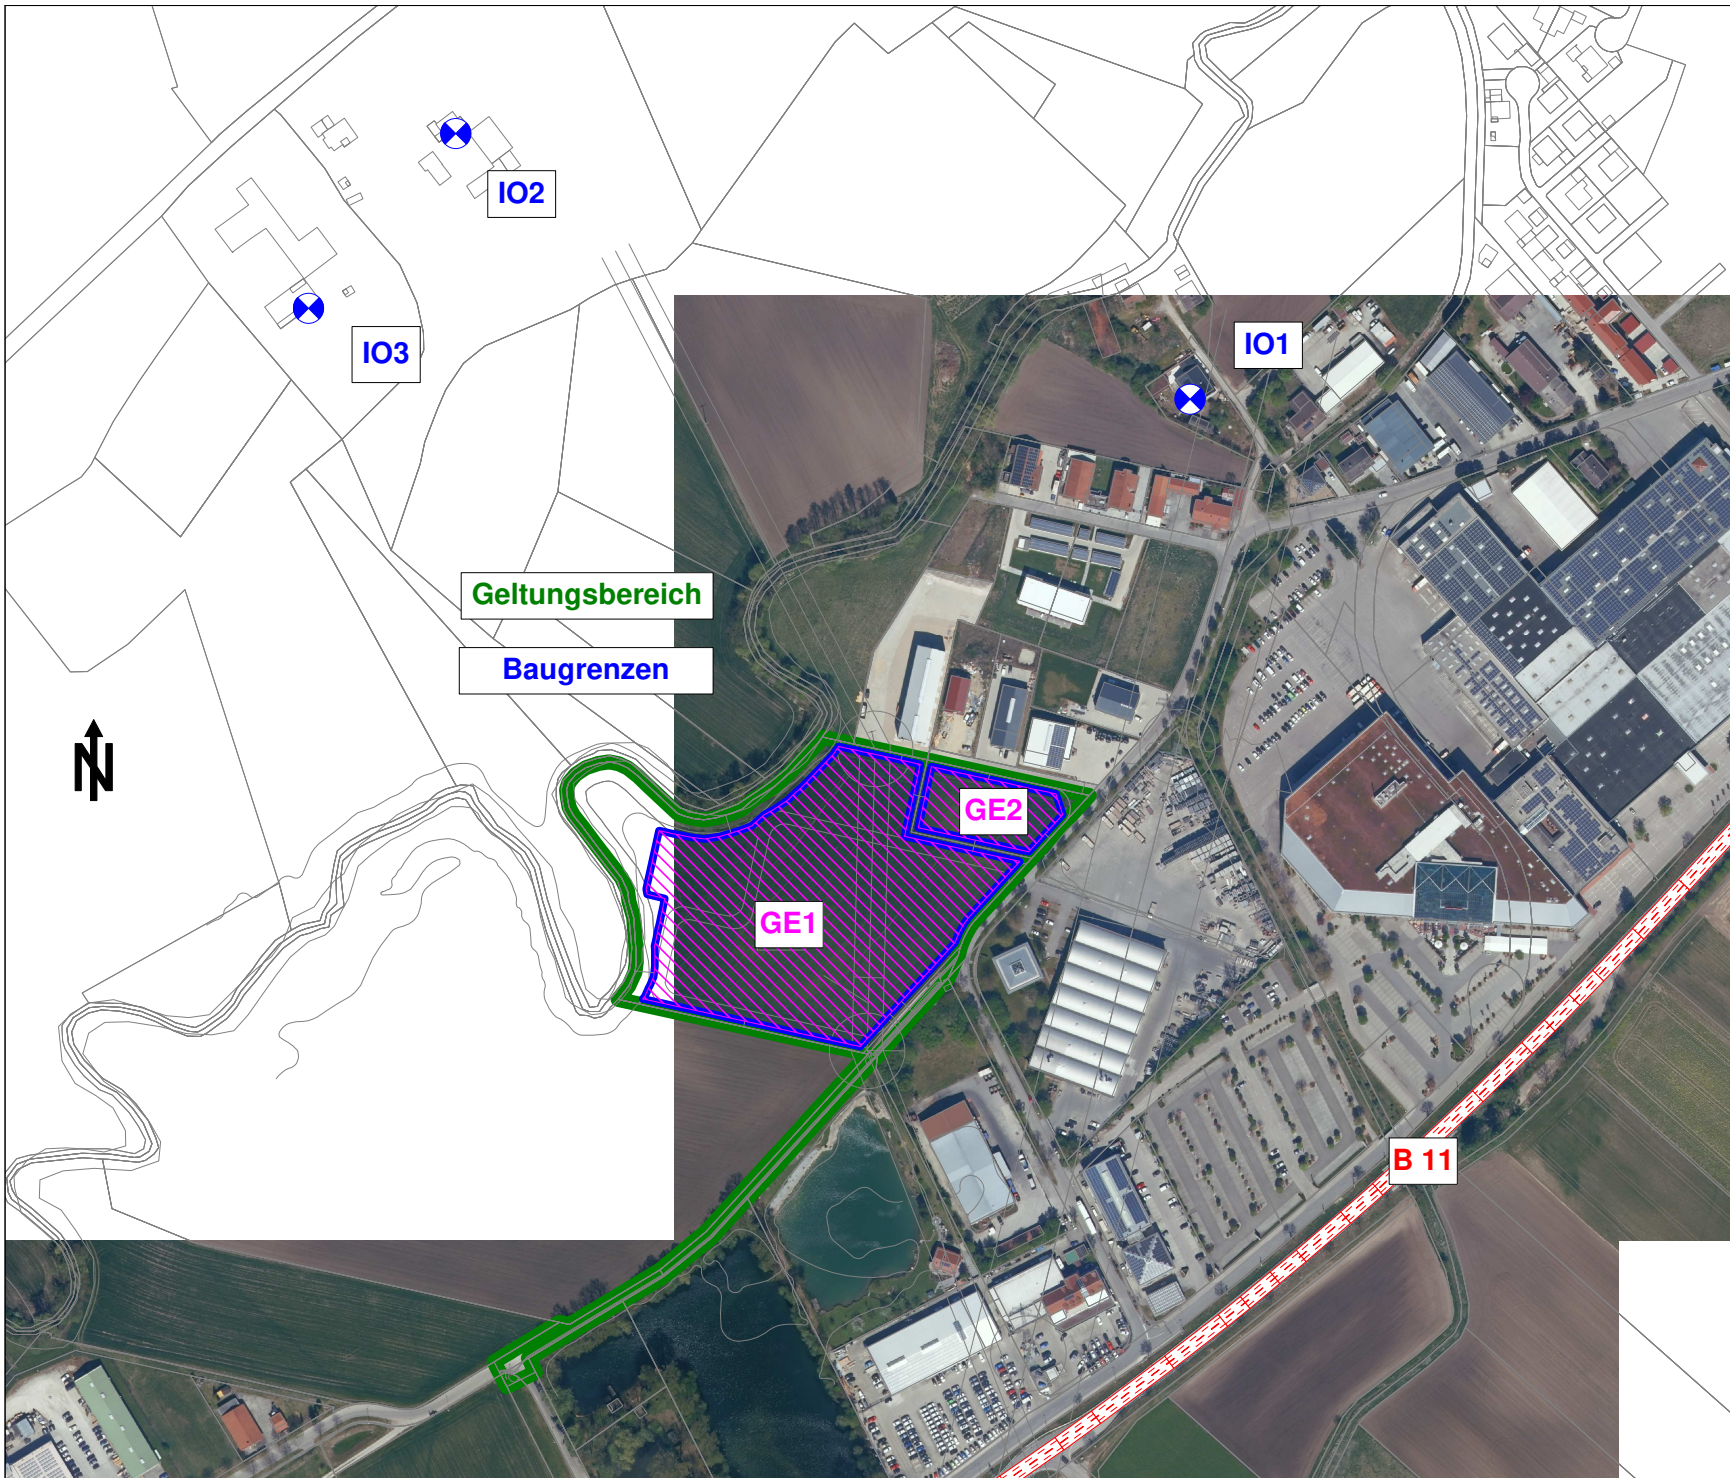 IO2
IO3
IO1
Geltungsbereich
Baugrenzen
N
GE2
GE1
B 11